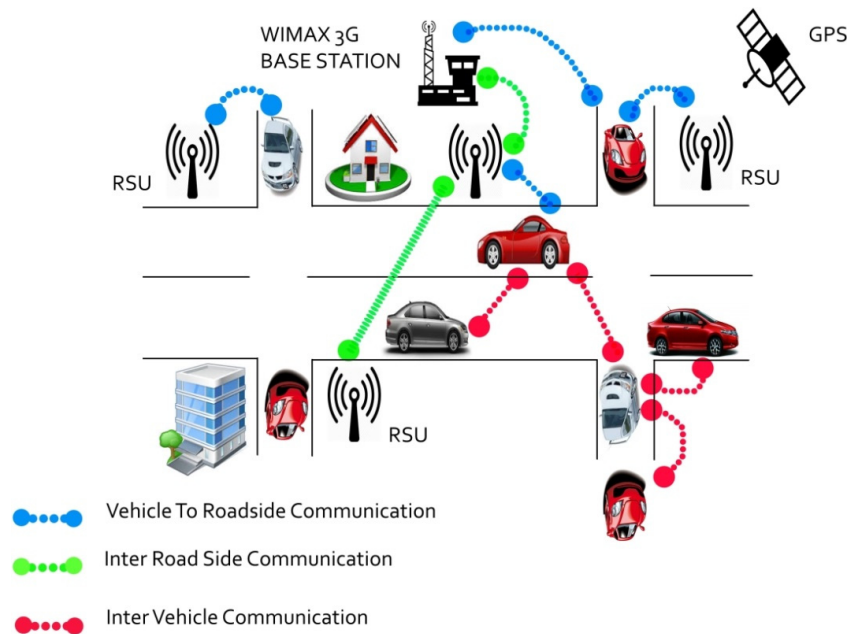 WIMAX 3G
BASE STATION
GPS
RSU
RSU
RSU
Vehicle To Roadside Communication
Inter Road Side Communication
Inter Vehicle Communication